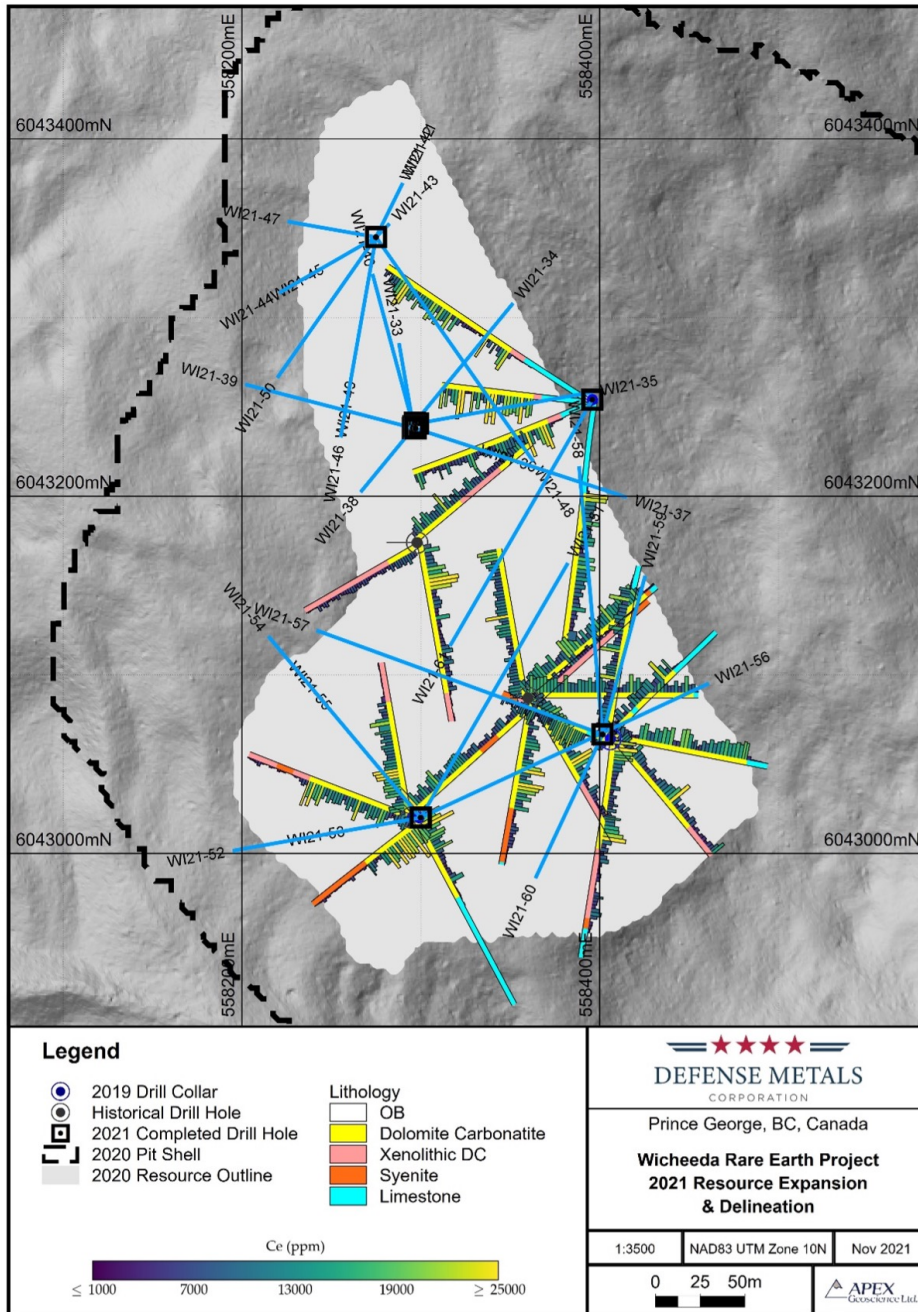 558200mE
558400mE
6043400mN
6043400mN
WI21-43
WI21-47
WI21-34
WI21-45
WI21-44
WI21-33
WI21-39
WI21-35
WI21-50
WI21-58
WI21-46
WI21-48
6043200mN
6043200mN
WI21-38
WI21-37
WI21-59
WI21-54
WI21-57
WI21-55
WI21-56
6043000mN
6043000mN
WI21-53
WI21-52
WI21-60
558200mE
558400mE
Legend
2019 Drill Collar
Historical Drill Hole
2021 Completed Drill Hole
2020 Pit Shell
2020 Resource Outline
Lithology
OB
Dolomite Carbonatite
Xenolithic DC
Syenite
Limestone
Ce (ppm)
≤ 1000 7000 13000 19000 ≥ 25000
DEFENSE METALS
CORPORATION
Prince George, BC, Canada
Wicheeda Rare Earth Project
2021 Resource Expansion
& Delineation
1:3500 NAD83 UTM Zone 10N Nov 2021
0 25 50m
APEX
Geoscience Ltd.